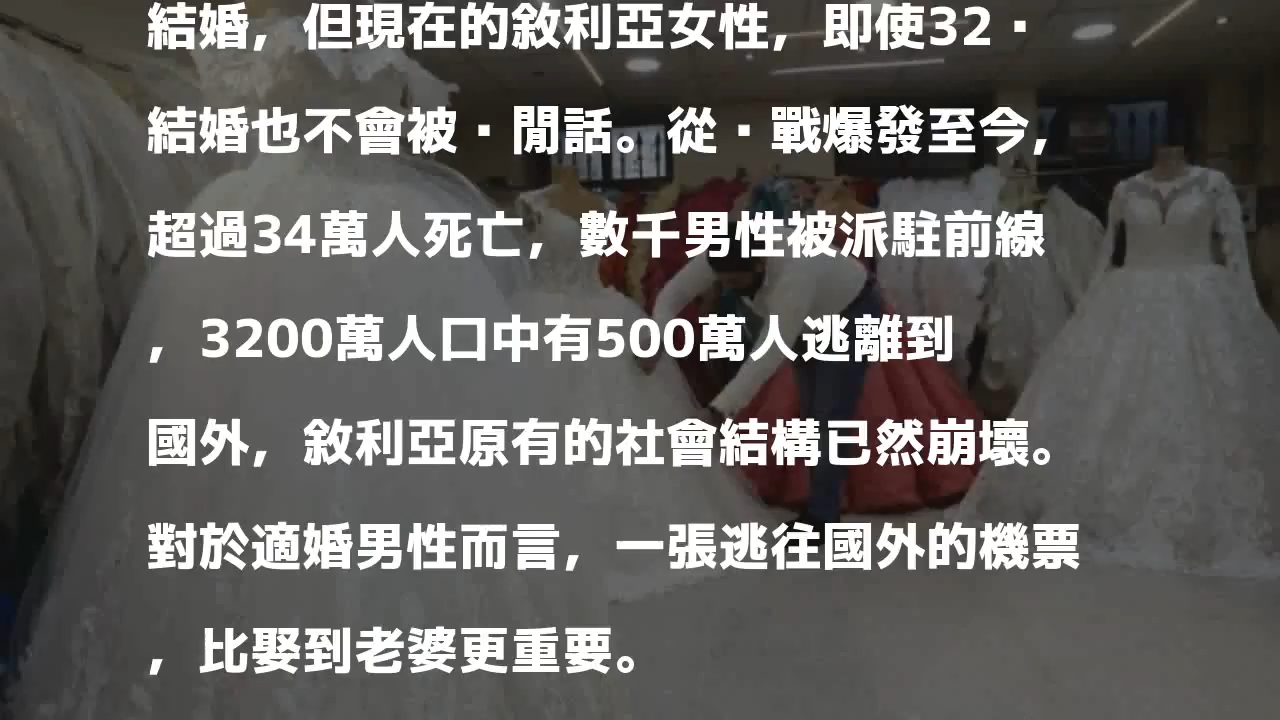 結婚，但現在的敘利亞女性，即使32·
結婚也不會被·閒話。從·戰爆發至今，
超過34萬人死亡，數千男性被派駐前線
，3200萬人口中有500萬人逃離到
國外，敘利亞原有的社會結構已然崩壞。
對於適婚男性而言，一張逃往國外的機票
，比娶到老婆更重要。